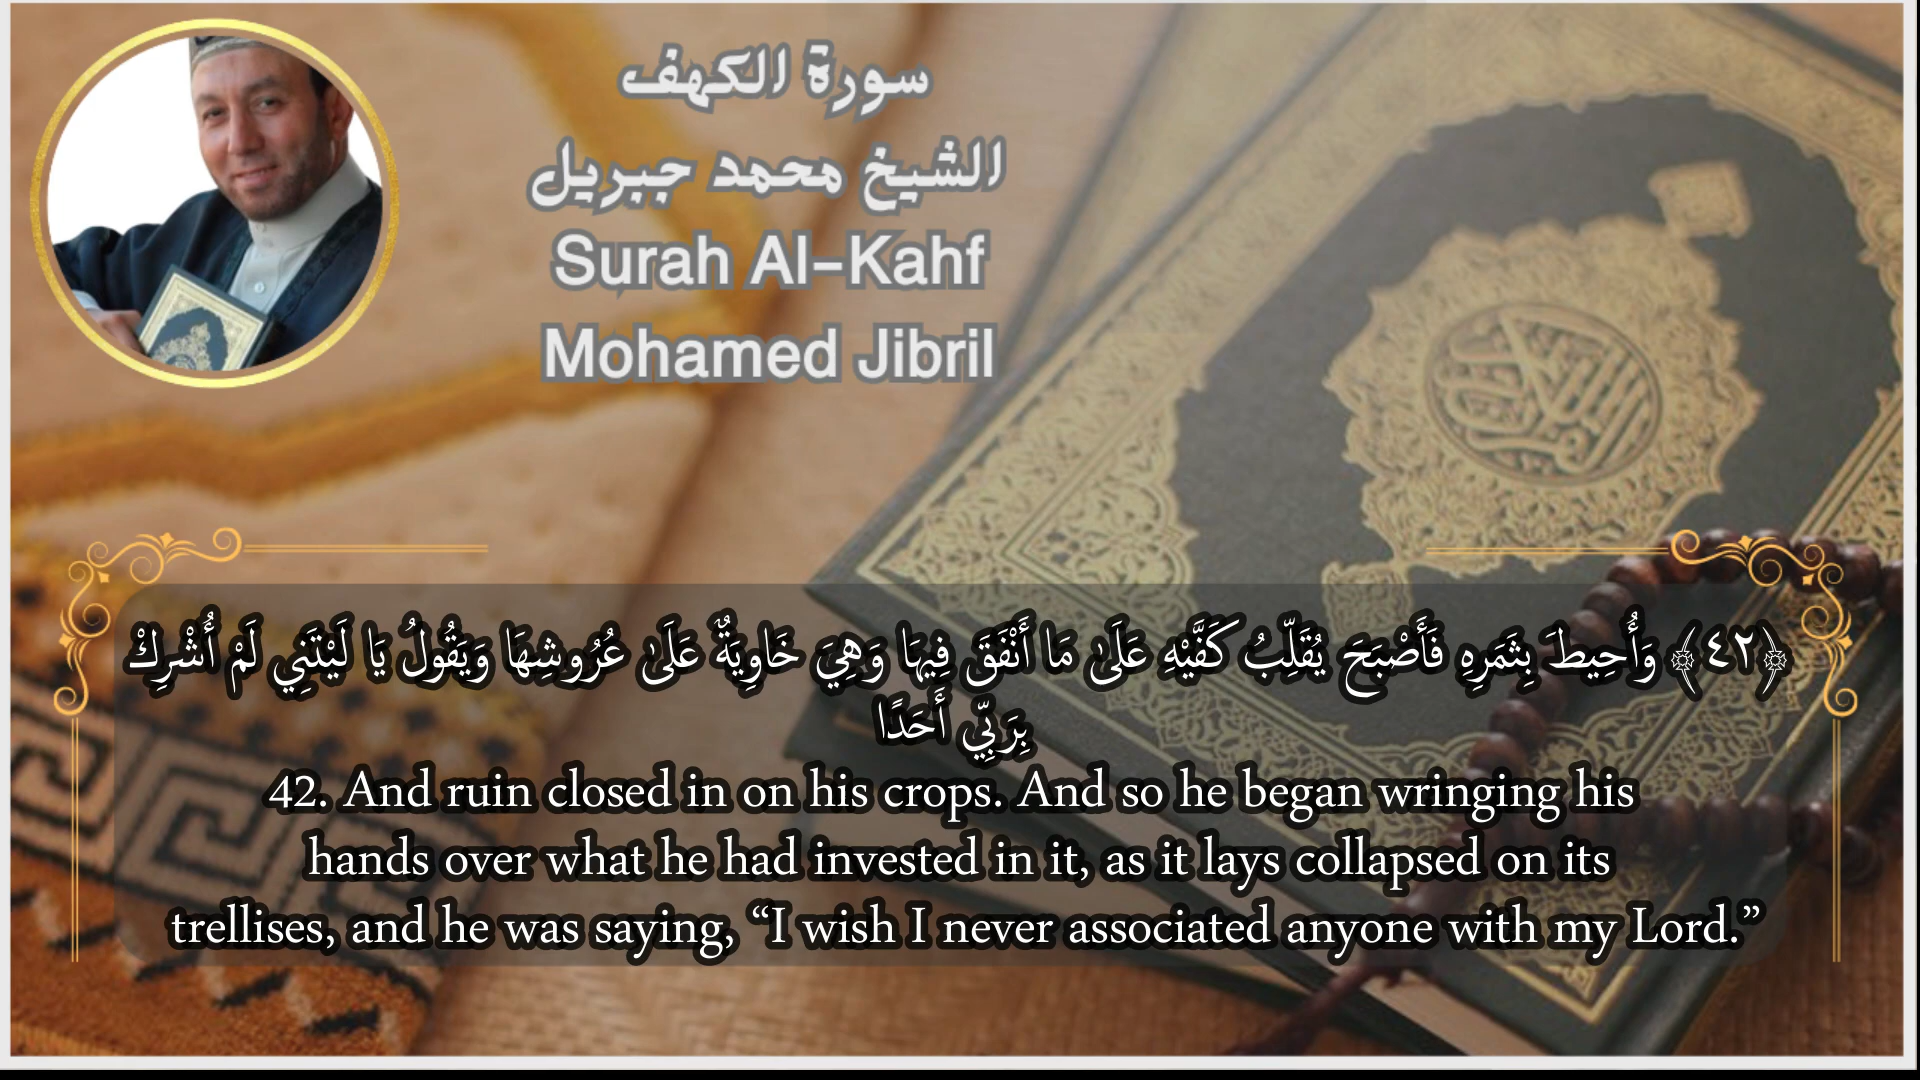 سورة الكهف
الشيخ محمد جبريل
Surah Al-Kahf
Mohamed Jibril
﴿٤٢﴾ وَأُحِيطَ بِثَمَرِهِ فَأَصْبَحَ يُقَلِّبُ كَفَّيْهِ عَلَىٰ مَا أَنْفَقَ فِيهَا وَهِيَ خَاوِيَةٌ عَلَىٰ عُرُوشِهَا وَيَقُولُ يَا لَيْتَنِي لَمْ أُشْرِكْ
بِرَبِّي أَحَدًا
42. And ruin closed in on his crops. And so he began wringing his
hands over what he had invested in it, as it lays collapsed on its
trellises, and he was saying, “I wish I never associated anyone with my Lord.”